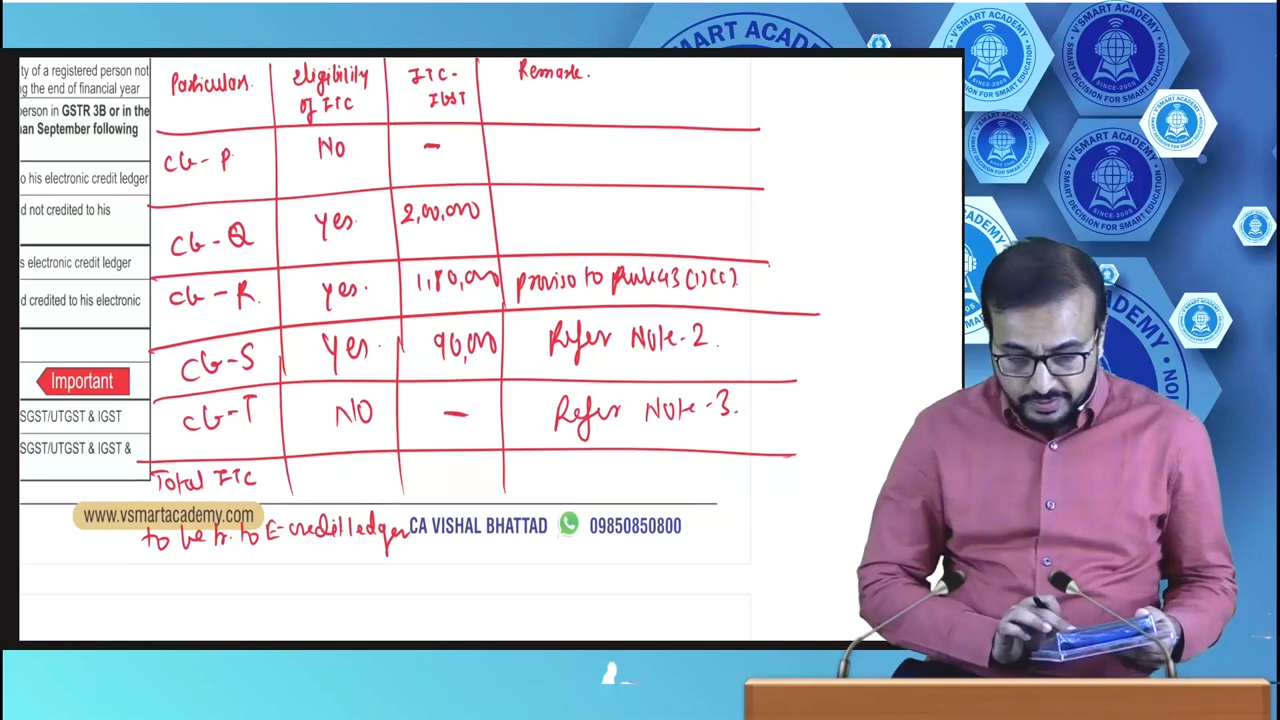 ty of a registered person not
g the end of financial year
erson in GSTR 3B or in the
an September following
o his electronic credit ledger
d not credited to his
s electronic credit ledger
d credited to his electronic
Important
SGST/UTGST & IGST
SGST/UTGST & IGST &
Particulars. eligibility of ITC ITC - IGST Remark.
CG - P No -
CG - Q Yes. 2,00,000
CG - R. Yes. 1,80,000 proviso to Rule 43 (1)(c).
CG - S Yes. 90,000 Refer Note - 2.
CG - T NO - Refer Note - 3.
Total ITC
to be tr. to E-credit ledger
www.vsmartacademy.com
CA VISHAL BHATTAD 09850850800
V'SMART ACADEMY
SMART DECISION FOR SMART EDUCATION
SINCE-2005